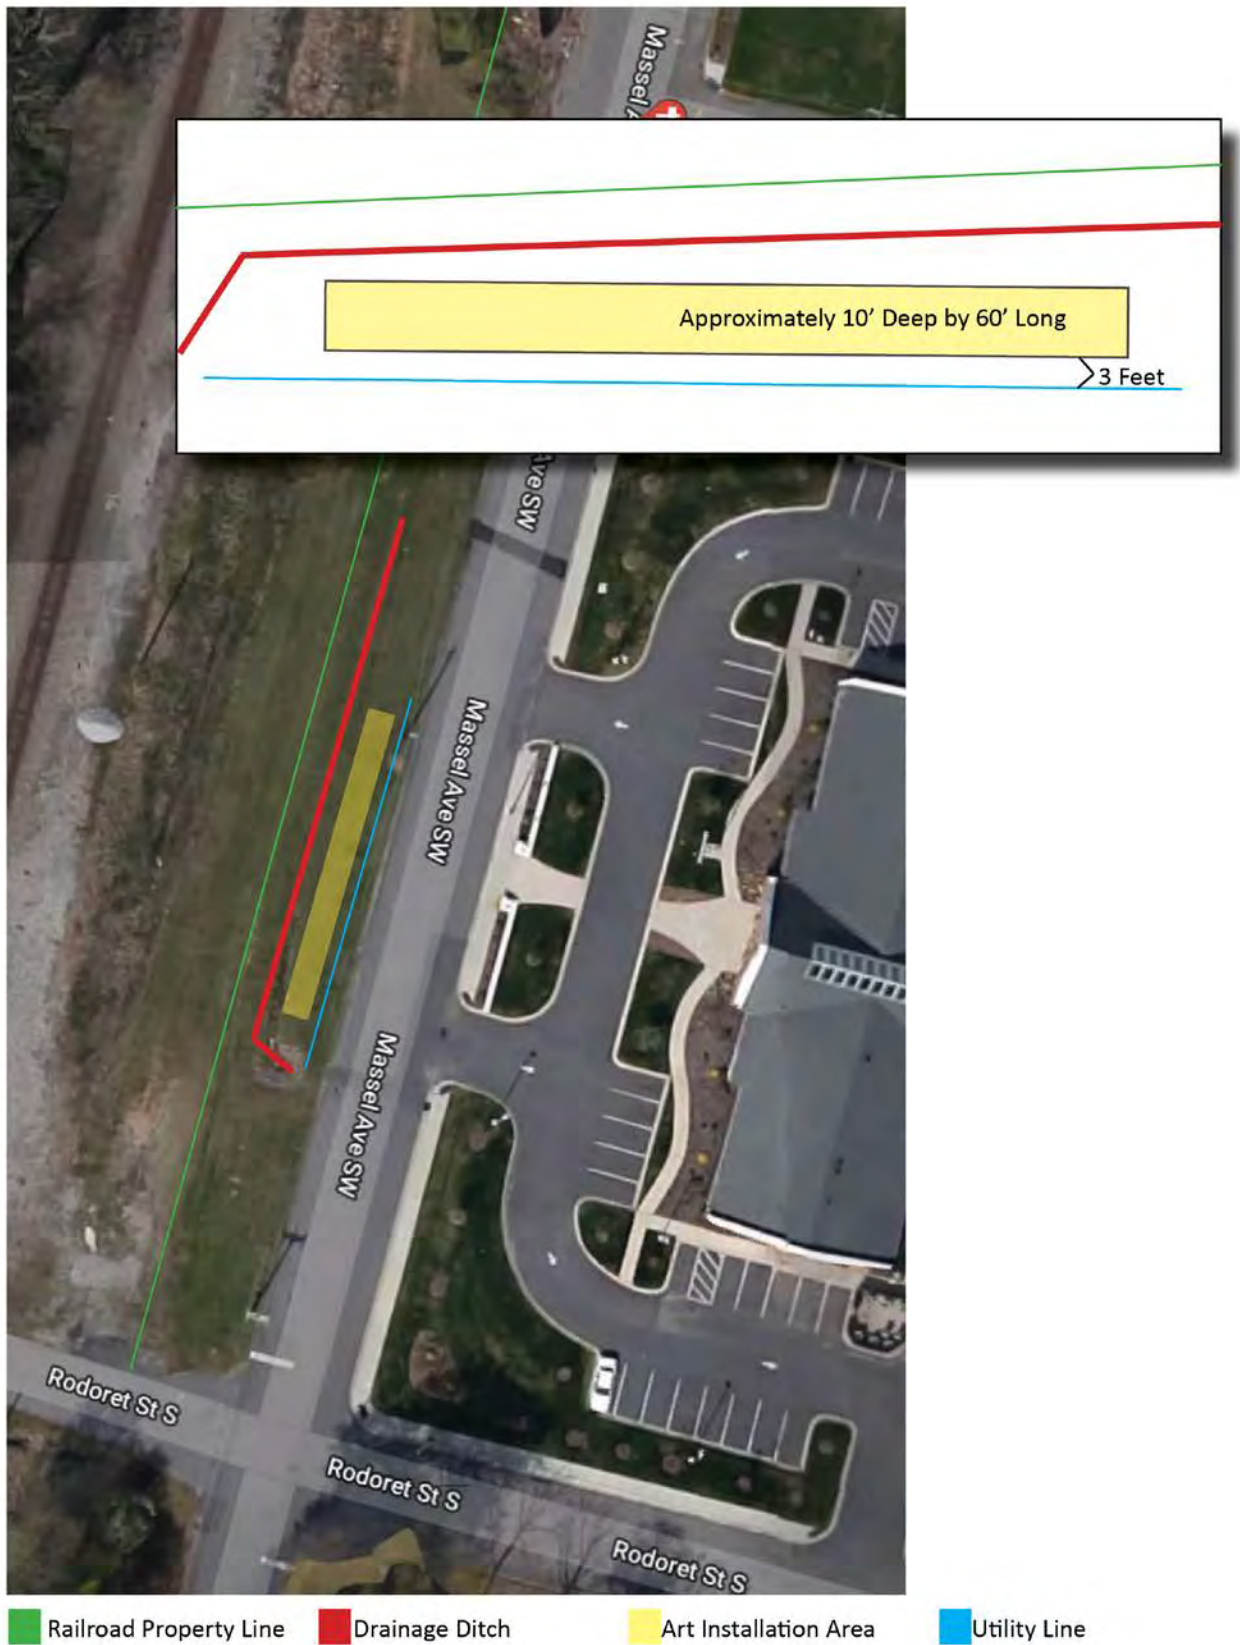 Massel A
Approximately 10' Deep by 60' Long
3 Feet
Ave SW
Massel Ave SW
Massel Ave SW
Rodoret St S
Rodoret St S
Rodoret St S
Railroad Property Line
Drainage Ditch
Art Installation Area
Utility Line